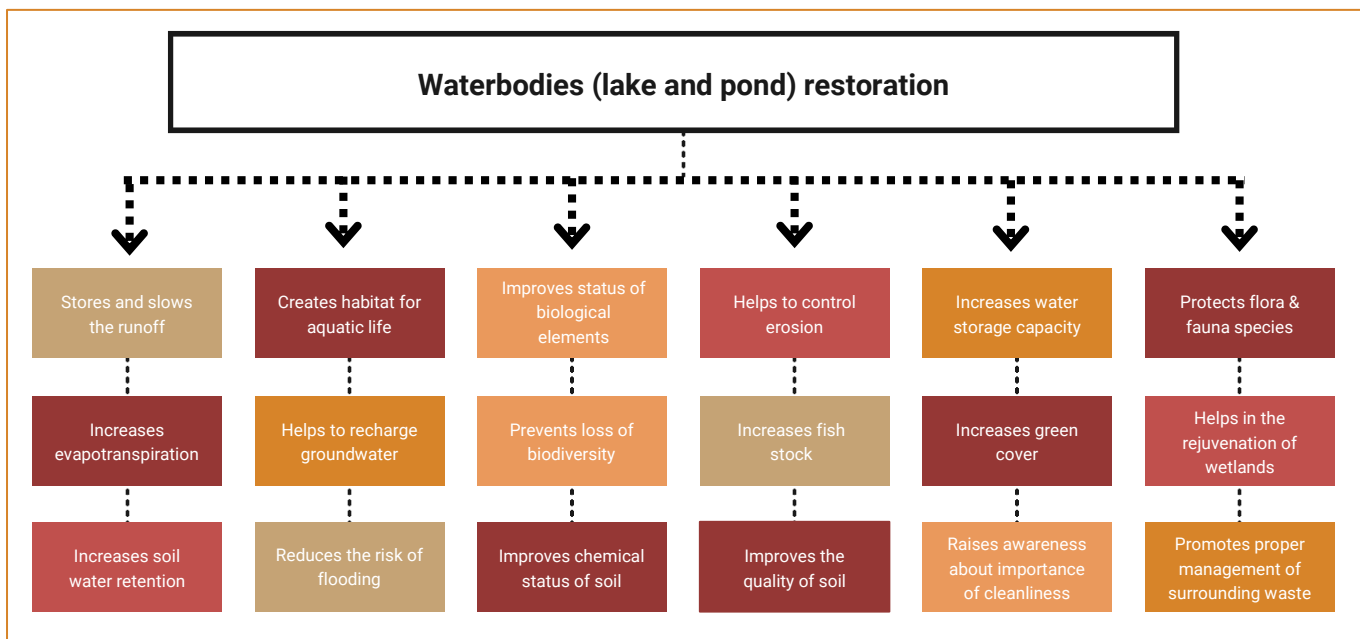 Waterbodies (lake and pond) restoration
Stores and slows
the runoff
Creates habitat for
aquatic life
Improves status of
biological
elements
Helps to control
erosion
Increases water
storage capacity
Protects flora &
fauna species
Increases
evapotranspiration
Helps to recharge
groundwater
Prevents loss of
biodiversity
Increases fish
stock
Increases green
cover
Helps in the
rejuvenation of
wetlands
Increases soil
water retention
Reduces the risk of
flooding
Improves chemical
status of soil
Improves the
quality of soil
Raises awareness
about importance
of cleanliness
Promotes proper
management of
surrounding waste